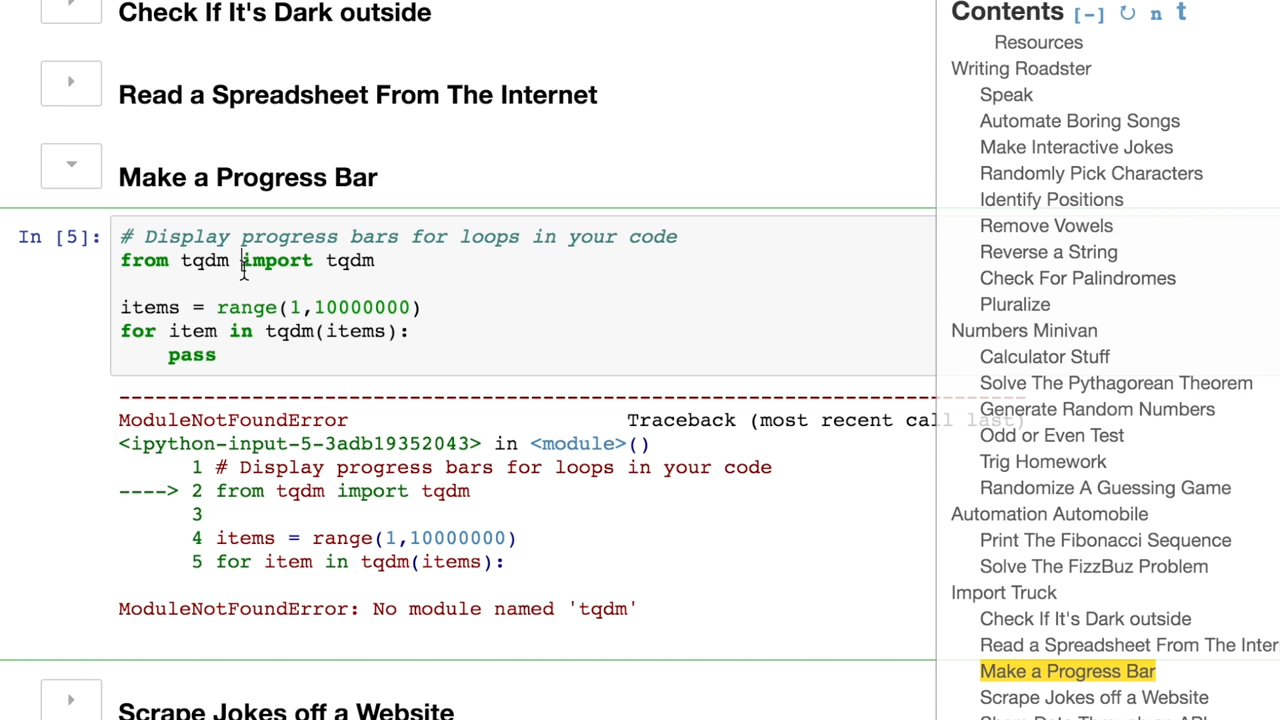 Check If It's Dark outside
Read a Spreadsheet From The Internet
Make a Progress Bar
In [5]:
# Display progress bars for loops in your code
from tqdm import tqdm
items = range(1,10000000)
for item in tqdm(items):
    pass
ModuleNotFoundError Traceback (most recent call last)
<ipython-input-5-3adb19352043> in <module>()
1 # Display progress bars for loops in your code
----> 2 from tqdm import tqdm
3
4 items = range(1,10000000)
5 for item in tqdm(items):
ModuleNotFoundError: No module named 'tqdm'
Scrape Jokes off a Website
Contents [-] ↻ n t
Resources
Writing Roadster
Speak
Automate Boring Songs
Make Interactive Jokes
Randomly Pick Characters
Identify Positions
Remove Vowels
Reverse a String
Check For Palindromes
Pluralize
Numbers Minivan
Calculator Stuff
Solve The Pythagorean Theorem
Generate Random Numbers
Odd or Even Test
Trig Homework
Randomize A Guessing Game
Automation Automobile
Print The Fibonacci Sequence
Solve The FizzBuz Problem
Import Truck
Check If It's Dark outside
Read a Spreadsheet From The Inter
Make a Progress Bar
Scrape Jokes off a Website